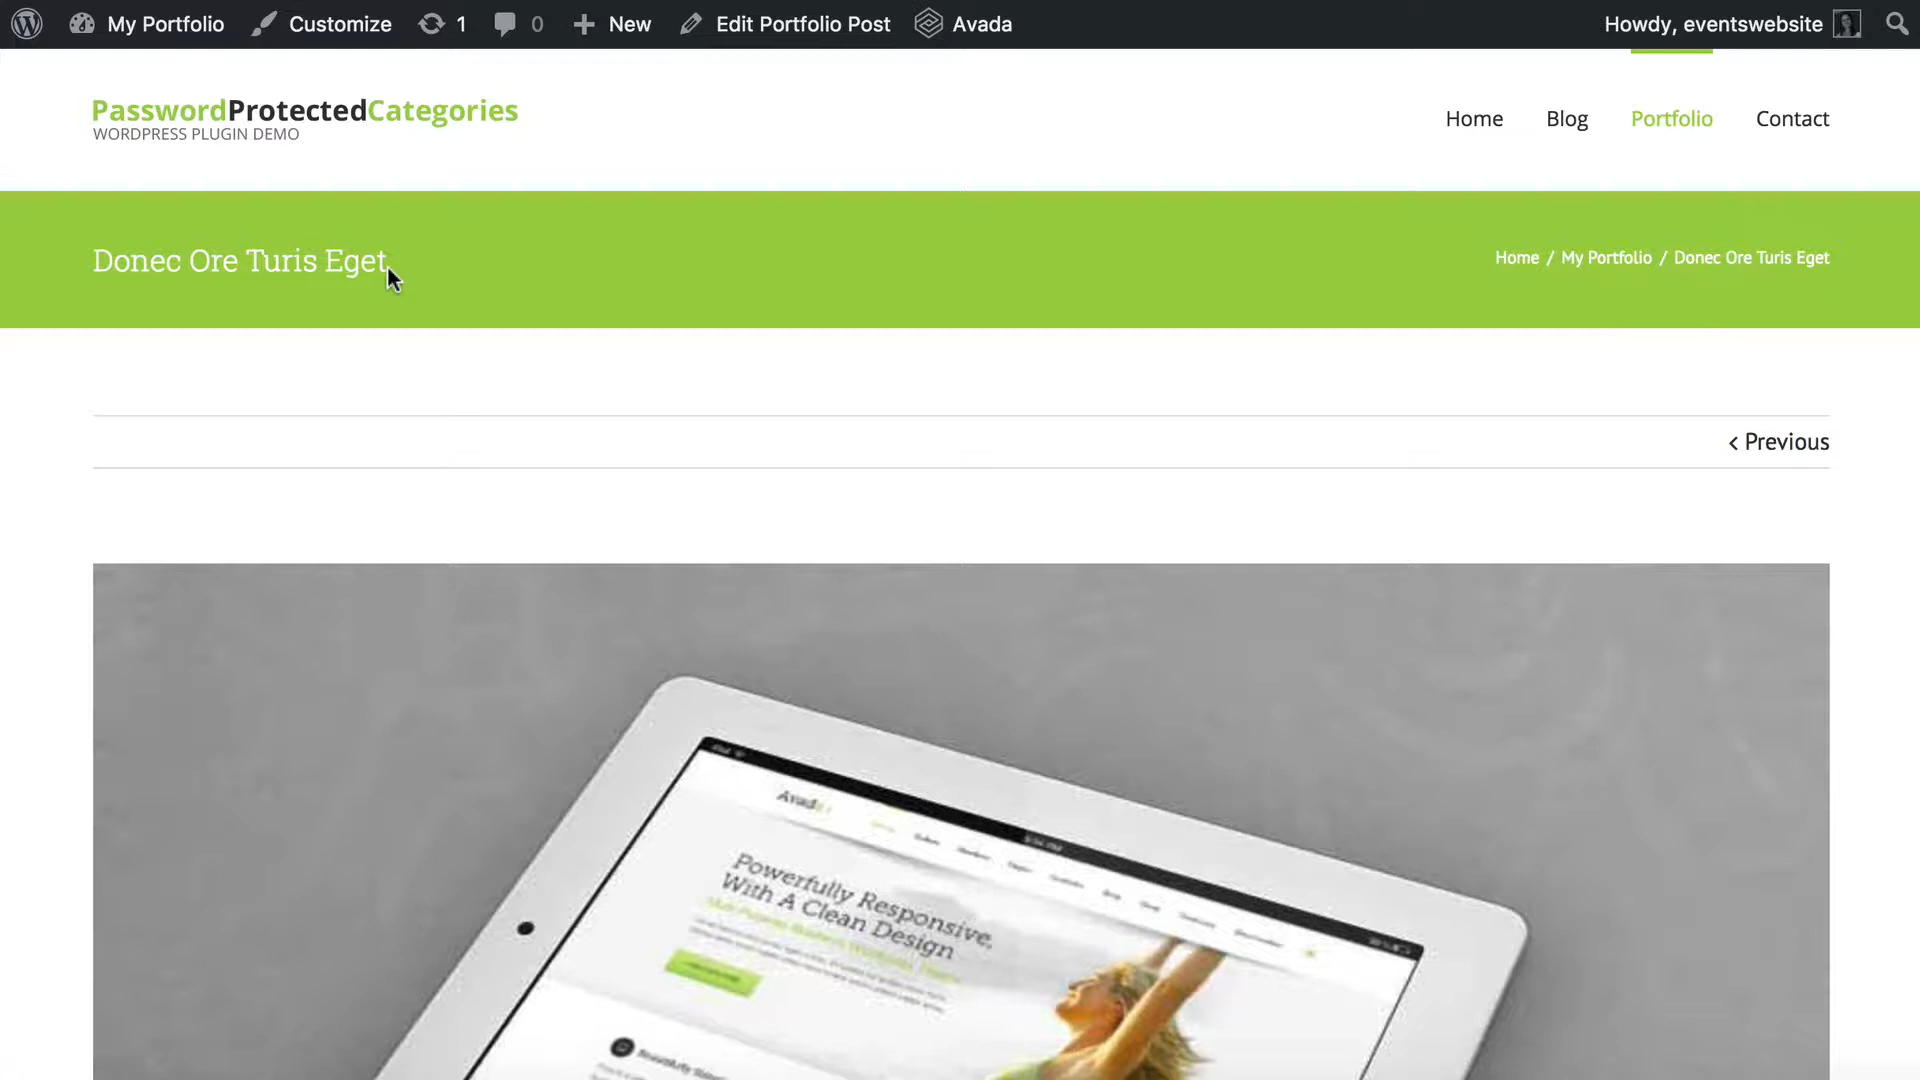 My Portfolio Customize 1 0 New Edit Portfolio Post Avada Howdy, eventswebsite
PasswordProtectedCategories
WORDPRESS PLUGIN DEMO
Home Blog Portfolio Contact
Donec Ore Turis Eget
Home / My Portfolio / Donec Ore Turis Eget
< Previous
Avada
Powerfully Responsive,
With A Clean Design